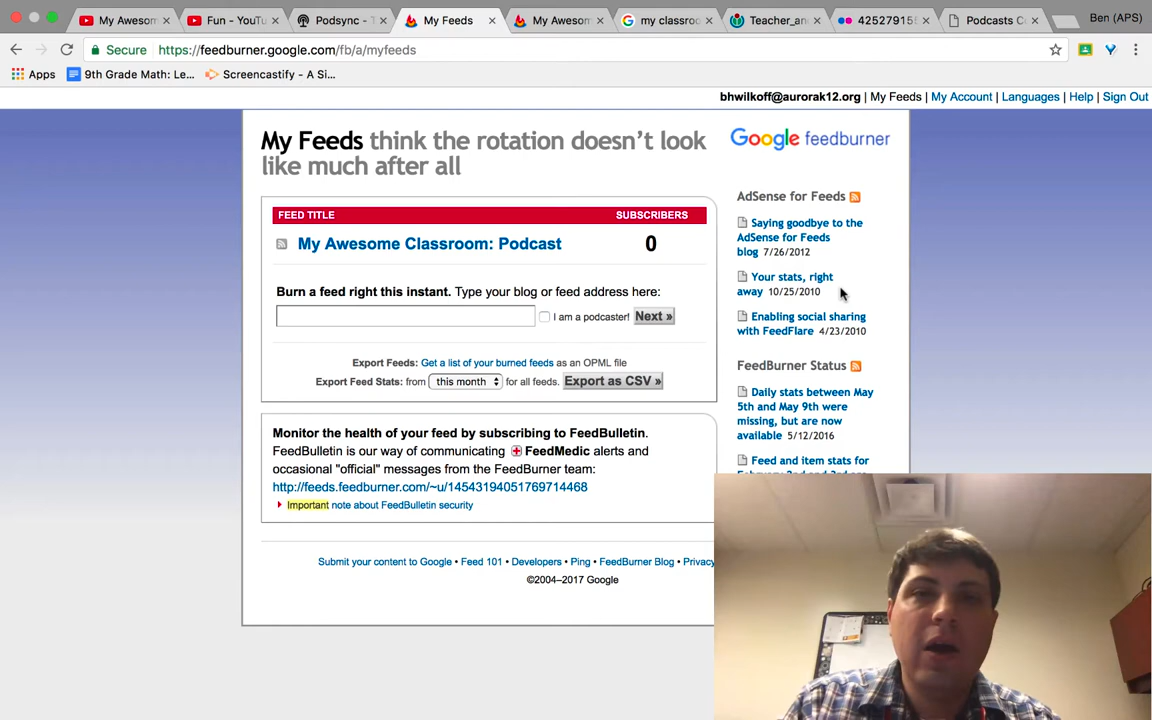 My Awesom
Fun - YouTu
Podsync - T
My Feeds
My Awesom
my classroo
Teacher_an
42527915
Podcasts C
Ben (APS)
Secure
https://feedburner.google.com/fb/a/myfeeds
Apps
9th Grade Math: Le...
Screencastify - A Si...
bhwilkoff@aurorak12.org | My Feeds | My Account | Languages | Help | Sign Out
My Feeds think the rotation doesn't look
like much after all
Google feedburner
FEED TITLE
SUBSCRIBERS
My Awesome Classroom: Podcast
0
Burn a feed right this instant. Type your blog or feed address here:
I am a podcaster!
Next »
Export Feeds: Get a list of your burned feeds as an OPML file
Export Feed Stats: from this month for all feeds. Export as CSV »
Monitor the health of your feed by subscribing to FeedBulletin.
FeedBulletin is our way of communicating FeedMedic alerts and
occasional "official" messages from the FeedBurner team:
http://feeds.feedburner.com/~u/14543194051769714468
Important note about FeedBulletin security
AdSense for Feeds
Saying goodbye to the
AdSense for Feeds
blog 7/26/2012
Your stats, right
away 10/25/2010
Enabling social sharing
with FeedFlare 4/23/2010
FeedBurner Status
Daily stats between May
5th and May 9th were
missing, but are now
available 5/12/2016
Feed and item stats for
Submit your content to Google • Feed 101 • Developers • Ping • FeedBurner Blog • Privacy
©2004–2017 Google